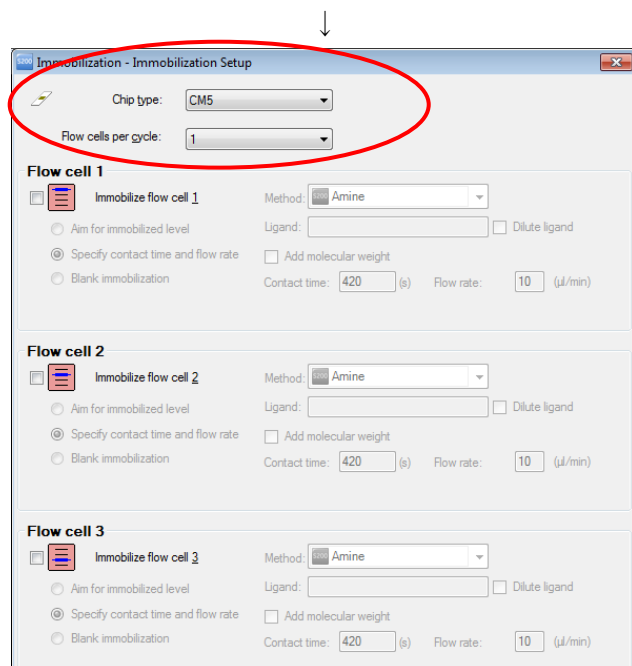 ↓
S200 Immobilization - Immobilization Setup
Chip type: CM5
Flow cells per cycle: 1
Flow cell 1
Immobilize flow cell 1 Method: S200 Amine
Aim for immobilized level Ligand: Dilute ligand
Specify contact time and flow rate Add molecular weight
Blank immobilization Contact time: 420 (s) Flow rate: 10 (µl/min)
Flow cell 2
Immobilize flow cell 2 Method: S200 Amine
Aim for immobilized level Ligand: Dilute ligand
Specify contact time and flow rate Add molecular weight
Blank immobilization Contact time: 420 (s) Flow rate: 10 (µl/min)
Flow cell 3
Immobilize flow cell 3 Method: S200 Amine
Aim for immobilized level Ligand: Dilute ligand
Specify contact time and flow rate Add molecular weight
Blank immobilization Contact time: 420 (s) Flow rate: 10 (µl/min)